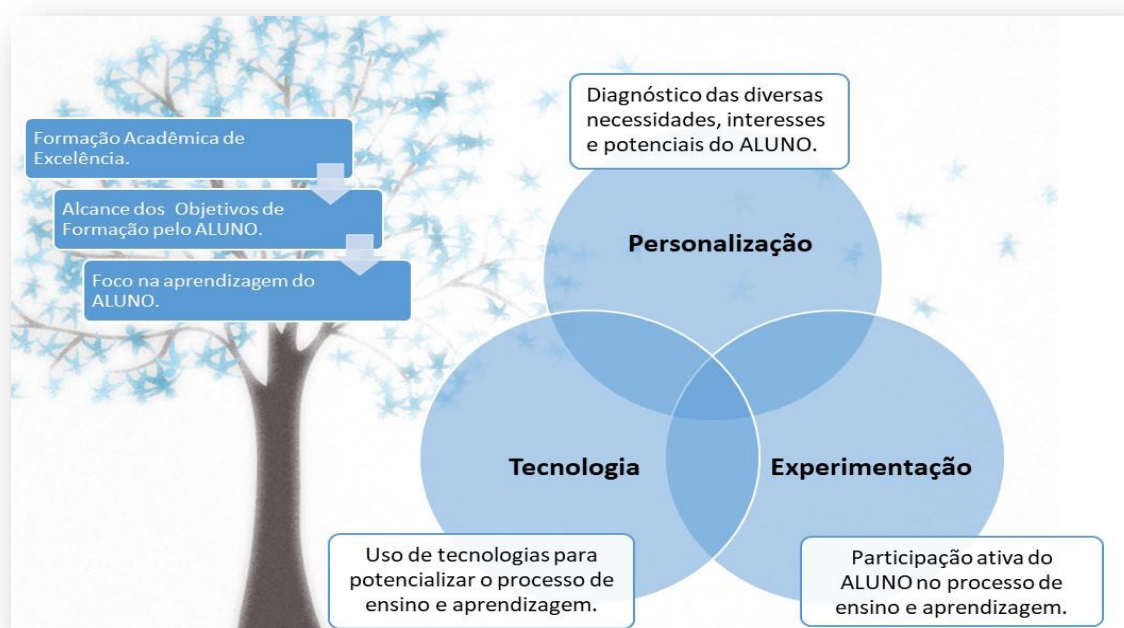 Formação Acadêmica de
Excelência.
Alcance dos Objetivos de
Formação pelo ALUNO.
Foco na aprendizagem do
ALUNO.
Diagnóstico das diversas
necessidades, interesses
e potenciais do ALUNO.
Personalização
Tecnologia
Experimentação
Uso de tecnologias para
potencializar o processo de
ensino e aprendizagem.
Participação ativa do
ALUNO no processo de
ensino e aprendizagem.